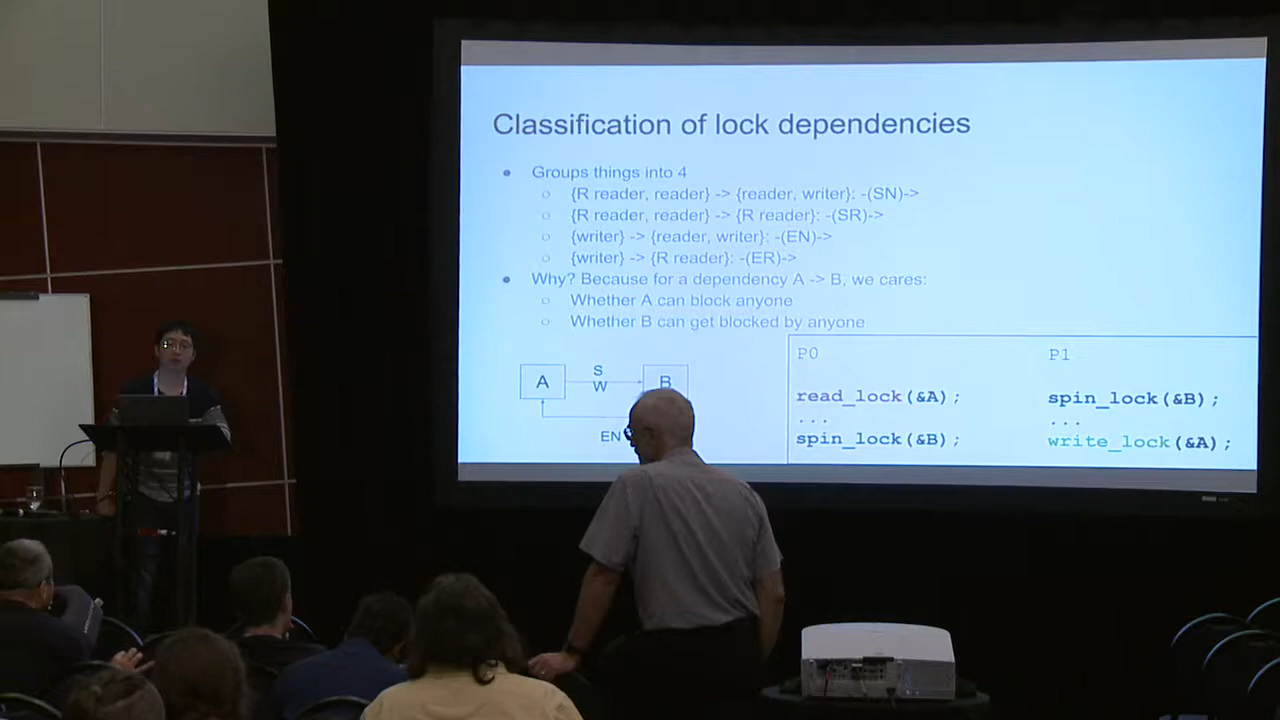 Classification of lock dependencies
• Groups things into 4
○ {R reader, reader} -> {reader, writer}: -(SN)->
○ {R reader, reader} -> {R reader}: -(SR)->
○ {writer} -> {reader, writer}: -(EN)->
○ {writer} -> {R reader}: -(ER)->
• Why? Because for a dependency A -> B, we cares:
○ Whether A can block anyone
○ Whether B can get blocked by anyone
P0 P1
read_lock(&A); spin_lock(&B);
... ...
spin_lock(&B); write_lock(&A);
A S B
W
EN